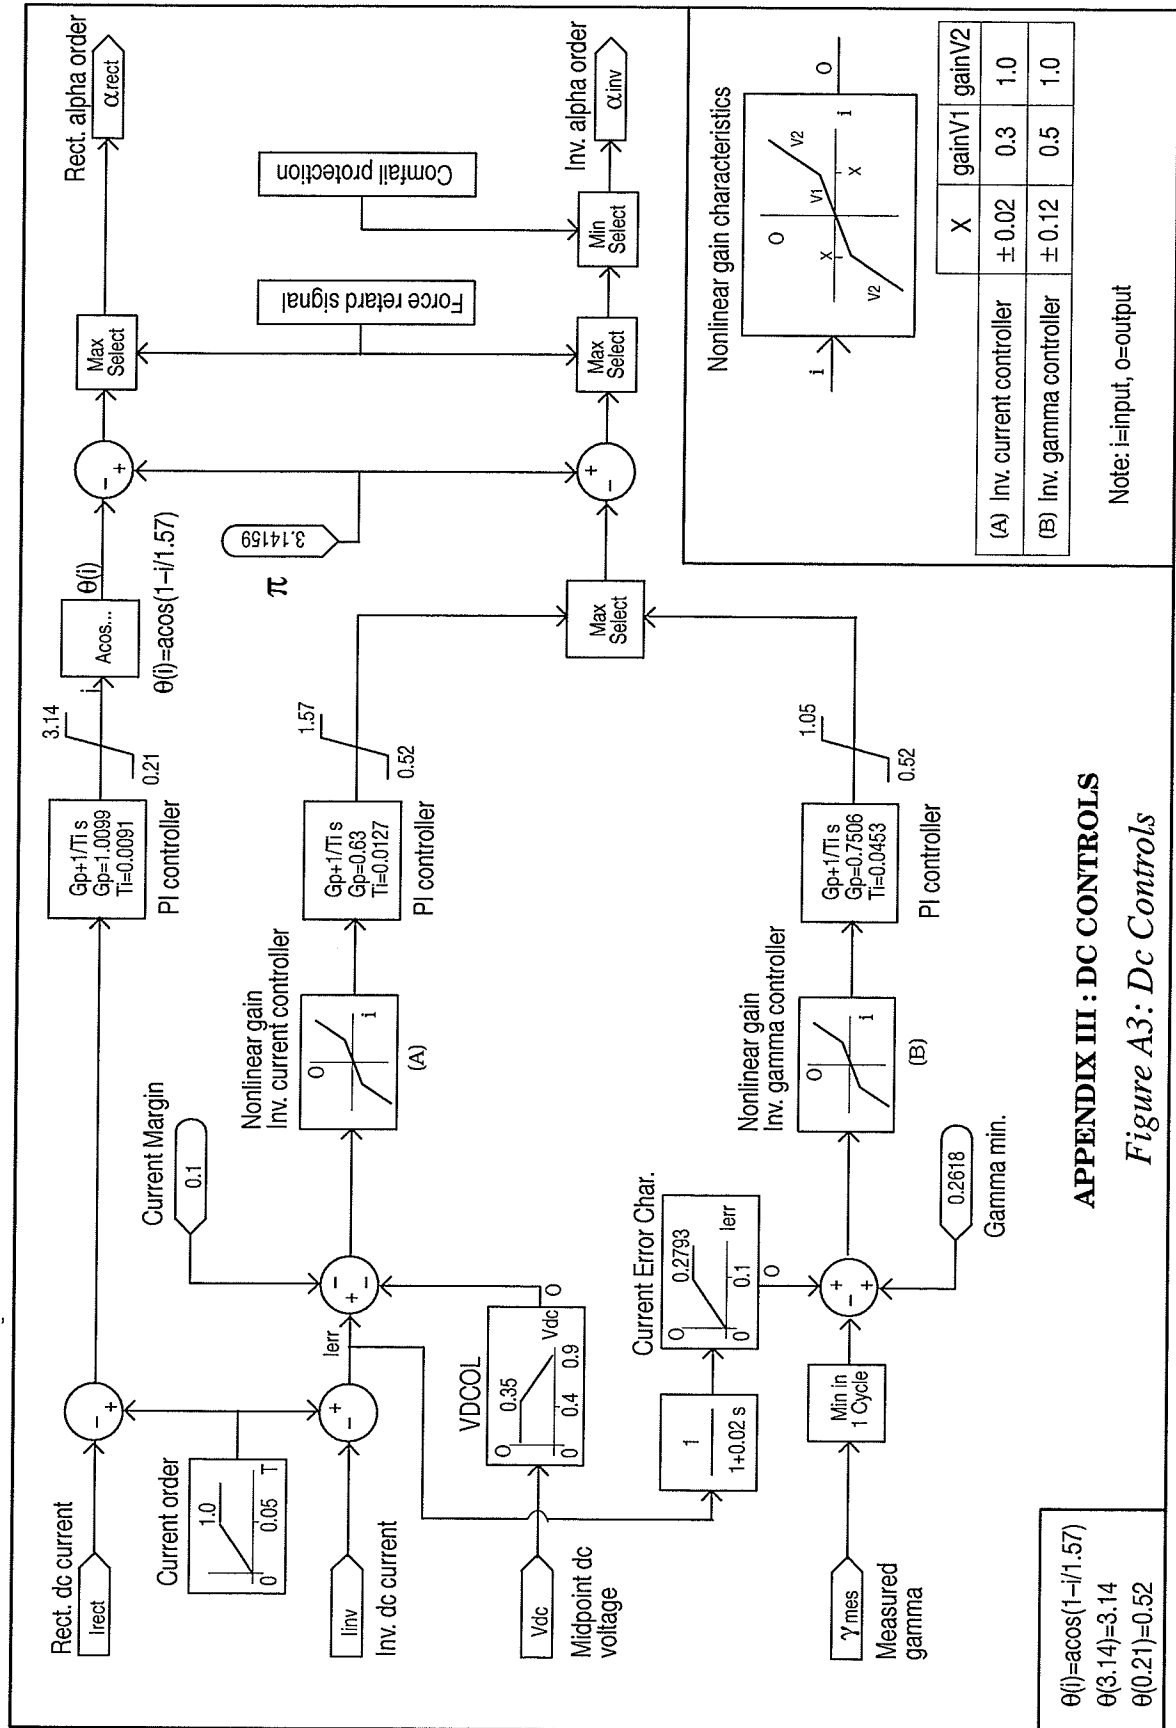 Rect. dc current
Irect
Current order
1.0
0
0.05
T
Iinv
Inv. dc current
Vdc
Midpoint dc
voltage
γ mes
Measured
gamma
-
+
-
+
Ierr
VDCOL
O
0.35
Vdc
0
0.4
0.9
O
1
1+0.02 s
Min in
1 Cycle
Current Margin
0.1
+
-
-
Current Error Char.
O
0.2793
Ierr
0
0.1
O
-
+
+
0.2618
Gamma min.
Nonlinear gain
Inv. current controller
O
i
(A)
Nonlinear gain
Inv. gamma controller
O
i
(B)
Gp+1/Ti s
Gp=1.0099
Ti=0.0091
PI controller
3.14
0.21
Gp+1/Ti s
Gp=0.63
Ti=0.0127
PI controller
1.57
0.52
Gp+1/Ti s
Gp=0.7506
Ti=0.0453
PI controller
1.05
0.52
i
Acos...
θ(i)
θ(i)=acos(1−i/1.57)
π
3.14159
Max
Select
-
+
-
+
Max
Select
Max
Select
Force retard signal
Comfail protection
Min
Select
Rect. alpha order
αrect
Inv. alpha order
αinv
Nonlinear gain characteristics
i
O
V2
X
V1
X
V2
i
O
X gainV1 gainV2
(A) Inv. current controller ± 0.02 0.3 1.0
(B) Inv. gamma controller ± 0.12 0.5 1.0
Note: i=input, o=output
θ(i)=acos(1−i/1.57)
θ(3.14)=3.14
θ(0.21)=0.52
APPENDIX III : DC CONTROLS
Figure A3: Dc Controls